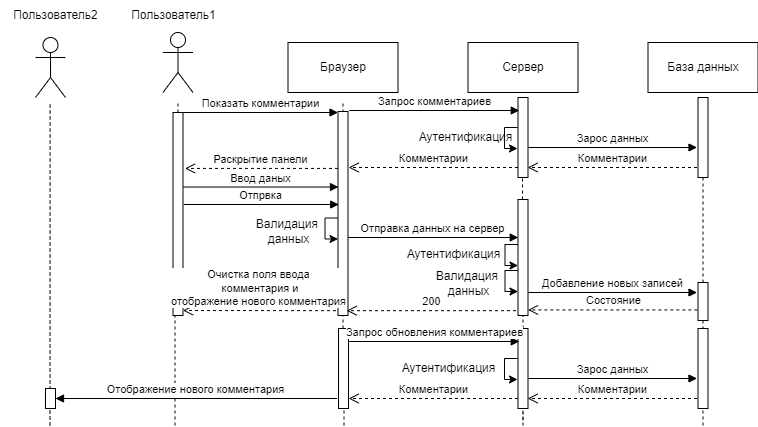 Пользователь2
Пользователь1
Браузер
Сервер
База данных
Показать комментарии
Запрос комментариев
Аутентификация
Зарос данных
Раскрытие панели
Комментарии
Комментарии
Ввод даных
Отпрвка
Валидация
данных
Отправка данных на сервер
Аутентификация
Валидация
данных
Очистка поля ввода
комментария и
отображение нового комментария
200
Добавление новых записей
Состояние
Запрос обновления комментариев
Аутентификация
Зарос данных
Отображение нового комментария
Комментарии
Комментарии